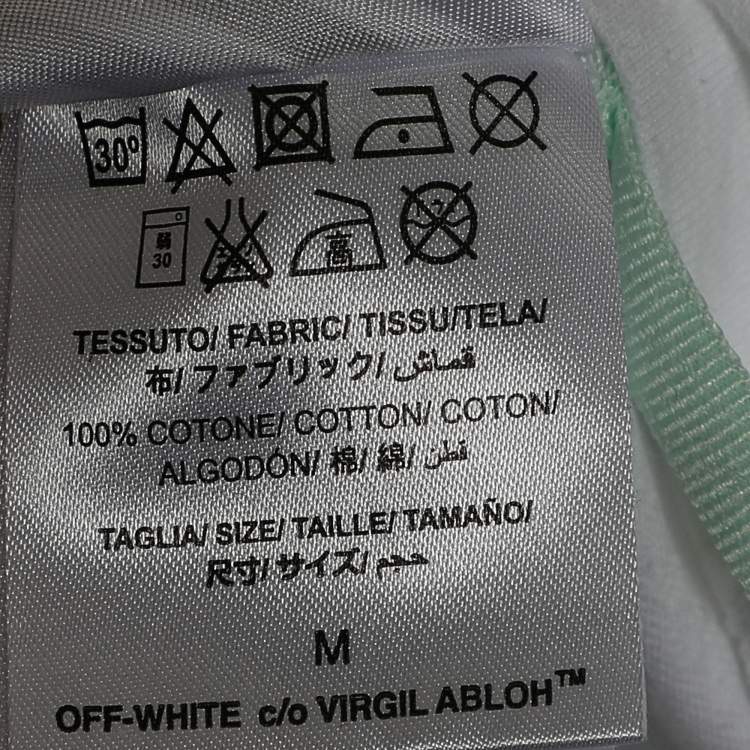 30°
弱
30
高
TESSUTO/ FABRIC/ TISSU/TELA/
布/ ファブリック/ قماش/
100% COTONE/ COTTON/ COTON/
ALGODÓN/ 棉/ 綿/ قطن
TAGLIA/ SIZE/ TAILLE/ TAMAÑO/
尺寸/ サイズ/ حجم
M
OFF-WHITE c/o VIRGIL ABLOH™